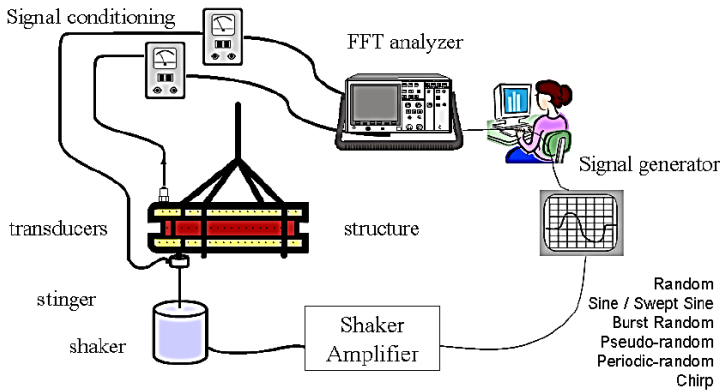 Signal conditioning
FFT analyzer
Signal generator
transducers
structure
stinger
shaker
Shaker
Amplifier
Random
Sine / Swept Sine
Burst Random
Pseudo-random
Periodic-random
Chirp